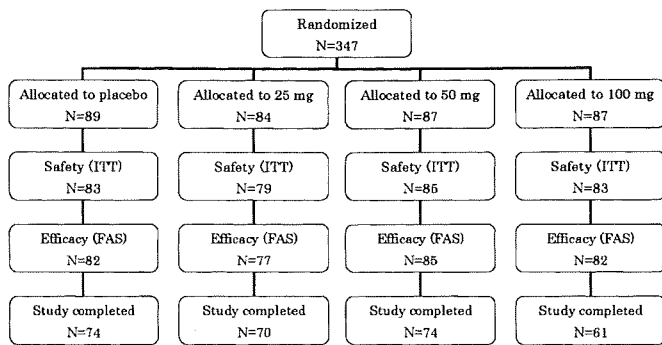 Randomized
N=347
Allocated to placebo
N=89
Allocated to 25 mg
N=84
Allocated to 50 mg
N=87
Allocated to 100 mg
N=87
Safety (ITT)
N=83
Safety (ITT)
N=79
Safety (ITT)
N=85
Safety (ITT)
N=83
Efficacy (FAS)
N=82
Efficacy (FAS)
N=77
Efficacy (FAS)
N=85
Efficacy (FAS)
N=82
Study completed
N=74
Study completed
N=70
Study completed
N=74
Study completed
N=61